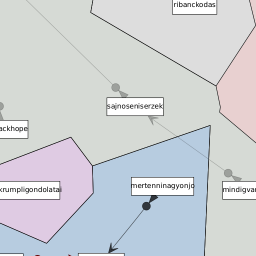 ribanckodas
sajnoseniserzek
ackhope
mertenninagyonjo
krumpligondolatai
mindigvar